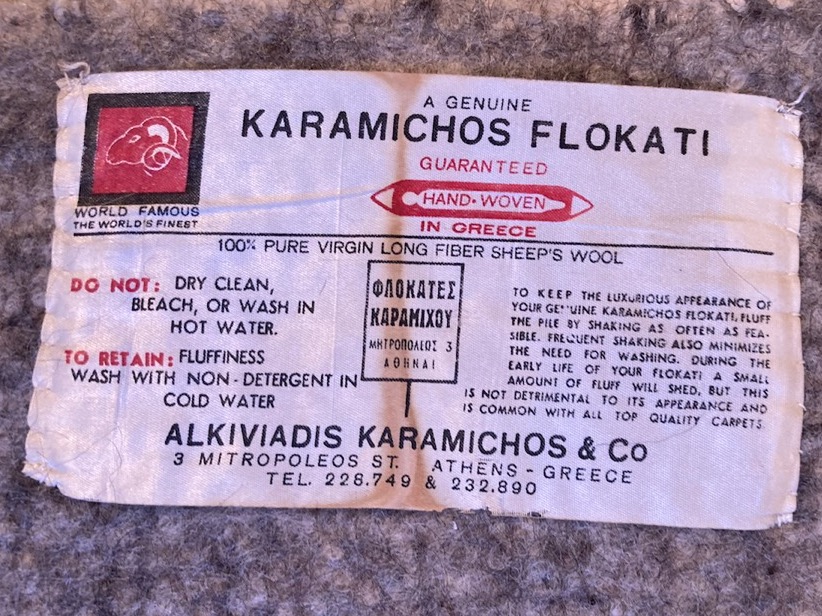 A GENUINE
KARAMICHOS FLOKATI
GUARANTEED
HAND·WOVEN
IN GREECE
WORLD FAMOUS
THE WORLD'S FINEST
100% PURE VIRGIN LONG FIBER SHEEP'S WOOL
DO NOT: DRY CLEAN,
BLEACH, OR WASH IN
HOT WATER.
TO RETAIN: FLUFFINESS
WASH WITH NON-DETERGENT IN
COLD WATER
ΦΛΟΚΑΤΕΣ
ΚΑΡΑΜΙΧΟΥ
ΜΗΤΡΟΠΟΛΕΩΣ 3
ΑΘΗΝΑΙ
TO KEEP THE LUXURIOUS APPEARANCE OF
YOUR KARAMICHOS FLOKATI, FLUFF
THE PILE BY SHAKING AS OFTEN AS FEA-
SIBLE. FREQUENT SHAKING ALSO MINIMIZES
THE NEED FOR WASHING. DURING THE
EARLY LIFE OF YOUR FLOKATI A SMALL
AMOUNT OF FLUFF WILL SHED, BUT THIS
IS NOT DETRIMENTAL TO ITS APPEARANCE AND
IS COMMON WITH ALL TOP QUALITY CARPETS.
ALKIVIADIS KARAMICHOS & Co
3 MITROPOLEOS ST. ATHENS - GREECE
TEL. 228.749 & 232.890